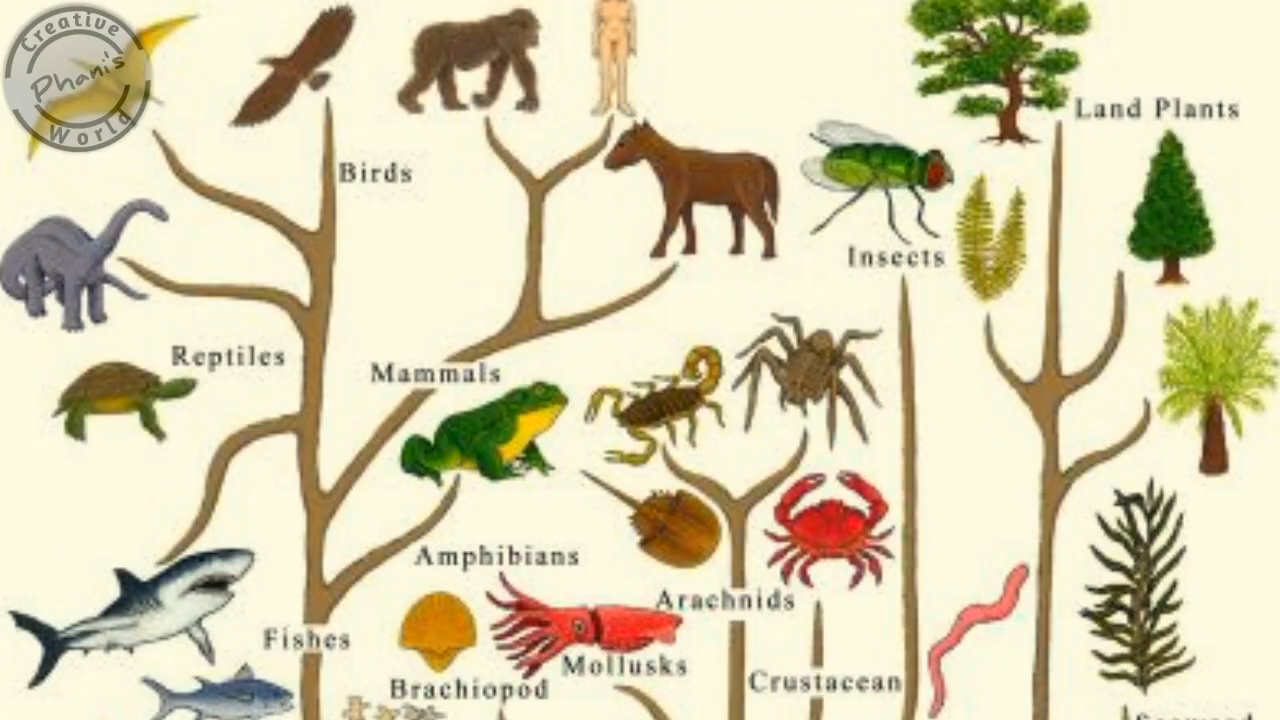 Creative
Phani's
World
Birds
Land Plants
Insects
Reptiles
Mammals
Amphibians
Arachnids
Fishes
Mollusks
Crustacean
Brachiopod